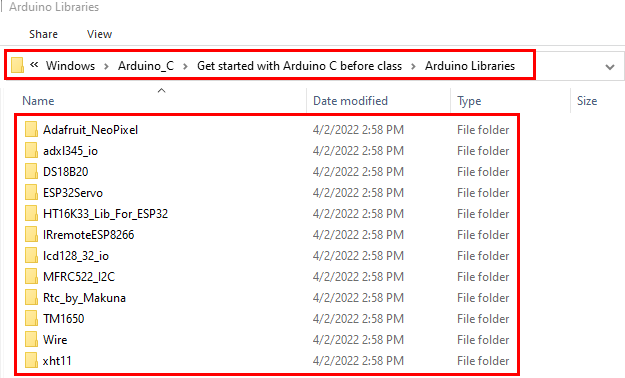 Arduino Libraries
Share View
« Windows > Arduino_C > Get started with Arduino C before class > Arduino Libraries
Name Date modified Type Size
Adafruit_NeoPixel 4/2/2022 2:58 PM File folder
adxl345_io 4/2/2022 2:58 PM File folder
DS18B20 4/2/2022 2:58 PM File folder
ESP32Servo 4/2/2022 2:58 PM File folder
HT16K33_Lib_For_ESP32 4/2/2022 2:58 PM File folder
IRremoteESP8266 4/2/2022 2:58 PM File folder
lcd128_32_io 4/2/2022 2:58 PM File folder
MFRC522_I2C 4/2/2022 2:58 PM File folder
Rtc_by_Makuna 4/2/2022 2:58 PM File folder
TM1650 4/2/2022 2:58 PM File folder
Wire 4/2/2022 2:58 PM File folder
xht11 4/2/2022 2:58 PM File folder